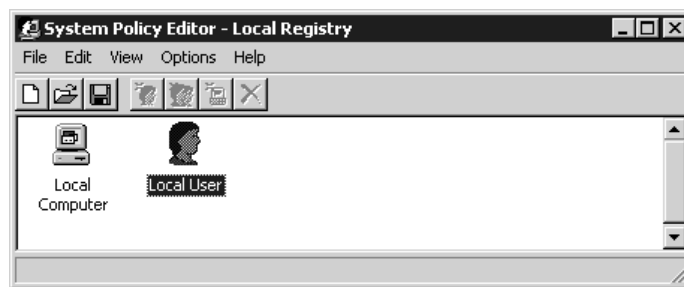 System Policy Editor - Local Registry
File Edit View Options Help
Local
Computer
Local User